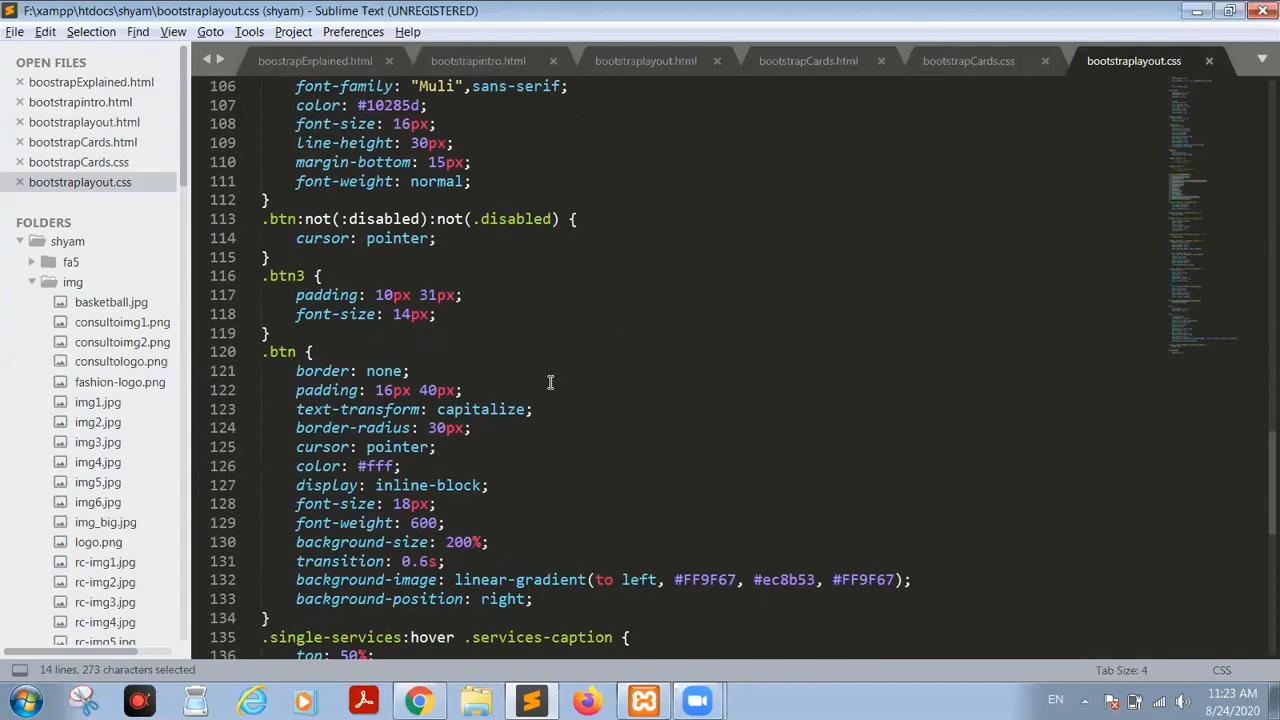 F:\xampp\htdocs\shyam\bootstraplayout.css (shyam) - Sublime Text (UNREGISTERED)
File Edit Selection Find View Goto Tools Project Preferences Help
OPEN FILES
boostrapExplained.html
bootstrapintro.html
bootstraplayout.html
bootstrapCards.html
bootstrapCards.css
bootstraplayout.css
FOLDERS
shyam
fa5
img
basketball.jpg
consultoimg1.png
consultoimg2.png
consultologo.png
fashion-logo.png
img1.jpg
img2.jpg
img3.jpg
img4.jpg
img5.jpg
img6.jpg
img_big.jpg
logo.png
rc-img1.jpg
rc-img2.jpg
rc-img3.jpg
rc-img4.jpg
rc-img5.jpg
boostrapExplained.html bootstrapintro.html bootstraplayout.html bootstrapCards.html bootstrapCards.css bootstraplayout.css
106 font-family: "Muli",sans-serif;
107 color: #10285d;
108 font-size: 16px;
109 line-height: 30px;
110 margin-bottom: 15px;
111 font-weight: normal;
112 }
113 .btn:not(:disabled):not(.disabled) {
114 cursor: pointer;
115 }
116 .btn3 {
117 padding: 10px 31px;
118 font-size: 14px;
119 }
120 .btn {
121 border: none;
122 padding: 16px 40px;
123 text-transform: capitalize;
124 border-radius: 30px;
125 cursor: pointer;
126 color: #fff;
127 display: inline-block;
128 font-size: 18px;
129 font-weight: 600;
130 background-size: 200%;
131 transition: 0.6s;
132 background-image: linear-gradient(to left, #FF9F67, #ec8b53, #FF9F67);
133 background-position: right;
134 }
135 .single-services:hover .services-caption {
136 top: 50%;
14 lines, 273 characters selected
Tab Size: 4 CSS
EN
11:23 AM
8/24/2020